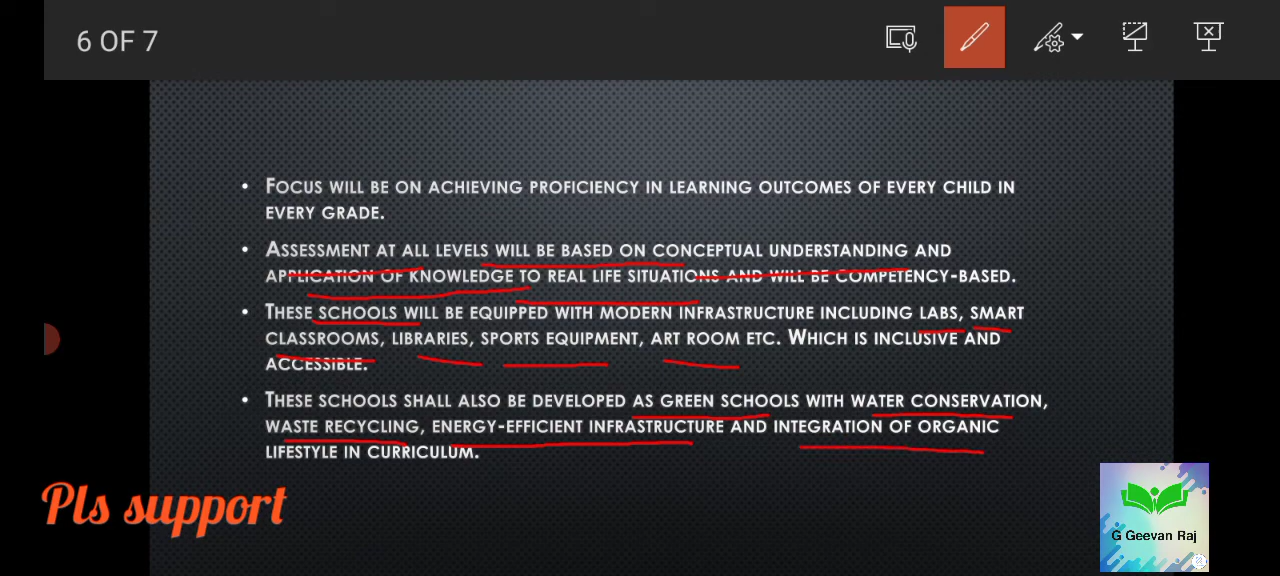 6 OF 7
• FOCUS WILL BE ON ACHIEVING PROFICIENCY IN LEARNING OUTCOMES OF EVERY CHILD IN
EVERY GRADE.
• ASSESSMENT AT ALL LEVELS WILL BE BASED ON CONCEPTUAL UNDERSTANDING AND
APPLICATION OF KNOWLEDGE TO REAL LIFE SITUATIONS AND WILL BE COMPETENCY-BASED.
• THESE SCHOOLS WILL BE EQUIPPED WITH MODERN INFRASTRUCTURE INCLUDING LABS, SMART
CLASSROOMS, LIBRARIES, SPORTS EQUIPMENT, ART ROOM ETC. WHICH IS INCLUSIVE AND
ACCESSIBLE.
• THESE SCHOOLS SHALL ALSO BE DEVELOPED AS GREEN SCHOOLS WITH WATER CONSERVATION,
WASTE RECYCLING, ENERGY-EFFICIENT INFRASTRUCTURE AND INTEGRATION OF ORGANIC
LIFESTYLE IN CURRICULUM.
Pls support
G Geevan Raj